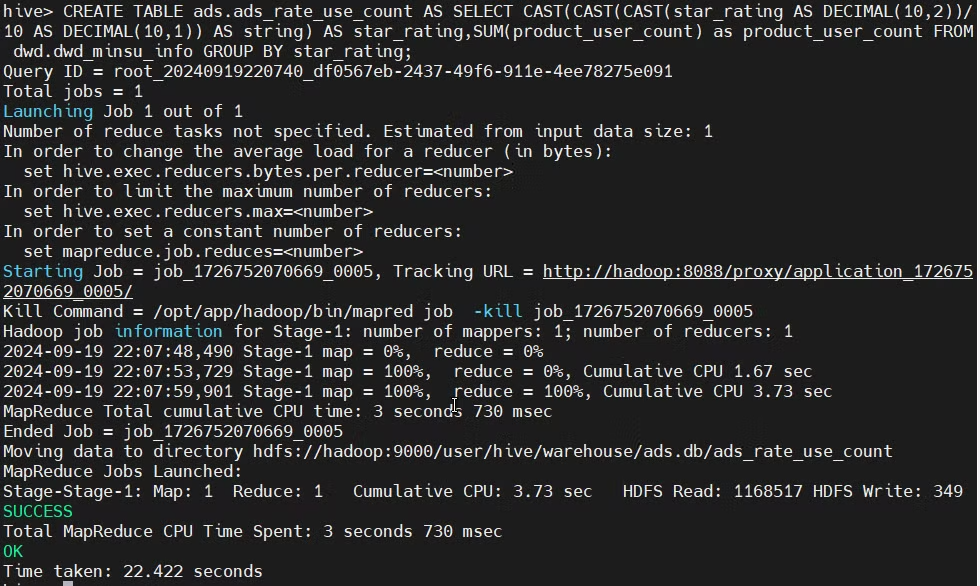 hive> CREATE TABLE ads.ads_rate_use_count AS SELECT CAST(CAST(CAST(star_rating AS DECIMAL(10,2))/
10 AS DECIMAL(10,1)) AS string) AS star_rating,SUM(product_user_count) as product_user_count FROM
dwd.dwd_minsu_info GROUP BY star_rating;
Query ID = root_20240919220740_df0567eb-2437-49f6-911e-4ee78275e091
Total jobs = 1
Launching Job 1 out of 1
Number of reduce tasks not specified. Estimated from input data size: 1
In order to change the average load for a reducer (in bytes):
  set hive.exec.reducers.bytes.per.reducer=<number>
In order to limit the maximum number of reducers:
  set hive.exec.reducers.max=<number>
In order to set a constant number of reducers:
  set mapreduce.job.reduces=<number>
Starting Job = job_1726752070669_0005, Tracking URL = http://hadoop:8088/proxy/application_172675
2070669_0005/
Kill Command = /opt/app/hadoop/bin/mapred job  -kill job_1726752070669_0005
Hadoop job information for Stage-1: number of mappers: 1; number of reducers: 1
2024-09-19 22:07:48,490 Stage-1 map = 0%,  reduce = 0%
2024-09-19 22:07:53,729 Stage-1 map = 100%,  reduce = 0%, Cumulative CPU 1.67 sec
2024-09-19 22:07:59,901 Stage-1 map = 100%,  reduce = 100%, Cumulative CPU 3.73 sec
MapReduce Total cumulative CPU time: 3 seconds 730 msec
Ended Job = job_1726752070669_0005
Moving data to directory hdfs://hadoop:9000/user/hive/warehouse/ads.db/ads_rate_use_count
MapReduce Jobs Launched:
Stage-Stage-1: Map: 1  Reduce: 1   Cumulative CPU: 3.73 sec   HDFS Read: 1168517 HDFS Write: 349
SUCCESS
Total MapReduce CPU Time Spent: 3 seconds 730 msec
OK
Time taken: 22.422 seconds